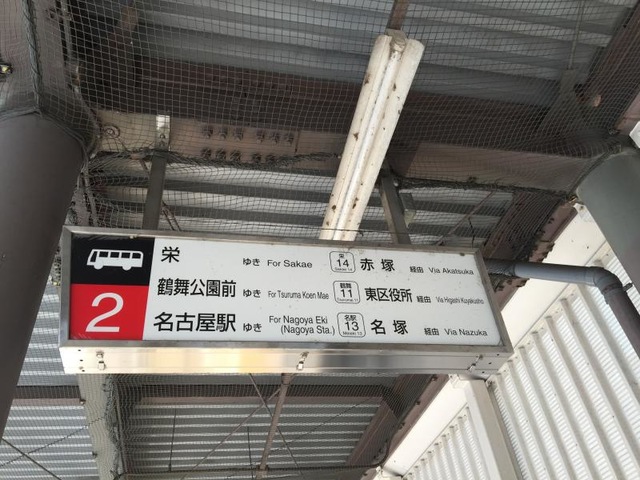 2
栄 ゆき For Sakae 栄 14 Sakae 14 赤塚 経由 Via Akatsuka
鶴舞公園前 ゆき For Tsuruma Koen Mae 鶴舞 11 Tsuruma 11 東区役所 経由 Via Higashi Kuyakusho
名古屋駅 ゆき For Nagoya Eki (Nagoya Sta.) 名駅 13 Meieki 13 名塚 経由 Via Nazuka